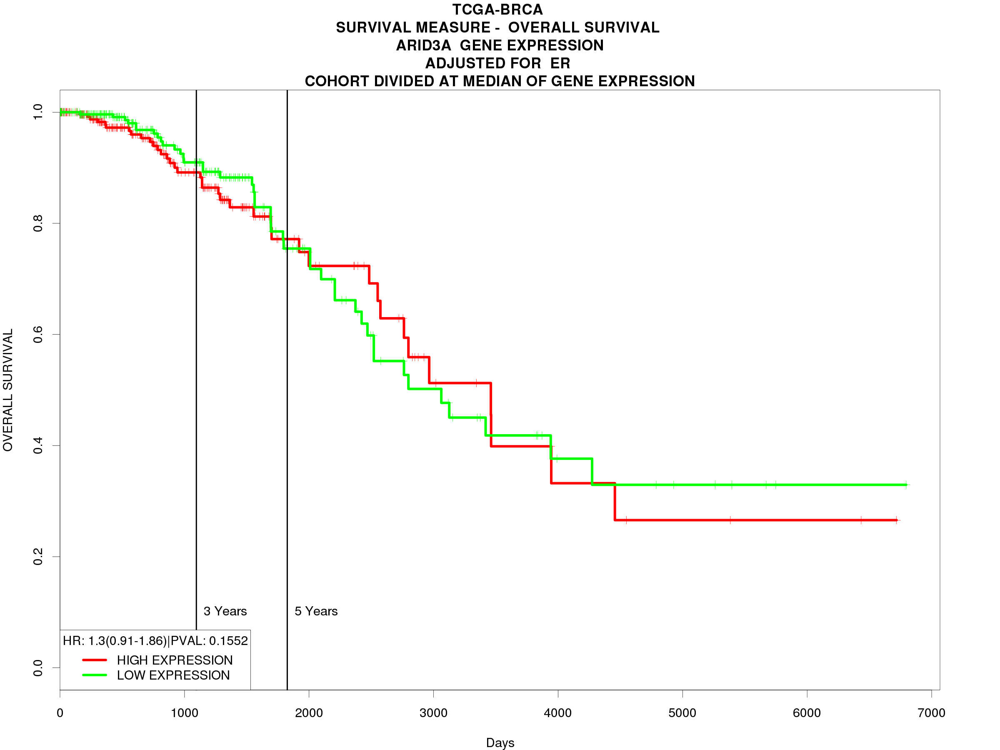 TCGA-BRCA
SURVIVAL MEASURE - OVERALL SURVIVAL
ARID3A GENE EXPRESSION
ADJUSTED FOR ER
COHORT DIVIDED AT MEDIAN OF GENE EXPRESSION
OVERALL SURVIVAL
1.0
0.8
0.6
0.4
0.2
0.0
3 Years
5 Years
HR: 1.3(0.91-1.86)|PVAL: 0.1552
HIGH EXPRESSION
LOW EXPRESSION
0 1000 2000 3000 4000 5000 6000 7000
Days